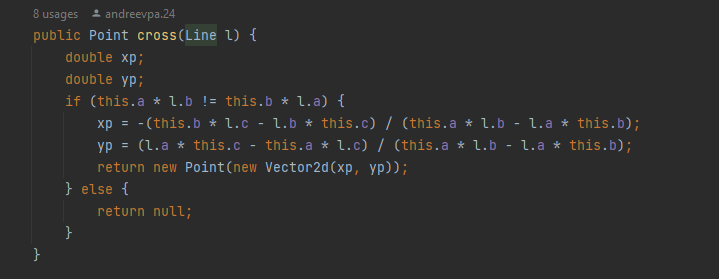 8 usages andreevpa.24
public Point cross(Line l) {
    double xp;
    double yp;
    if (this.a * l.b != this.b * l.a) {
        xp = -(this.b * l.c - l.b * this.c) / (this.a * l.b - l.a * this.b);
        yp = (l.a * this.c - this.a * l.c) / (this.a * l.b - l.a * this.b);
        return new Point(new Vector2d(xp, yp));
    } else {
        return null;
    }
}